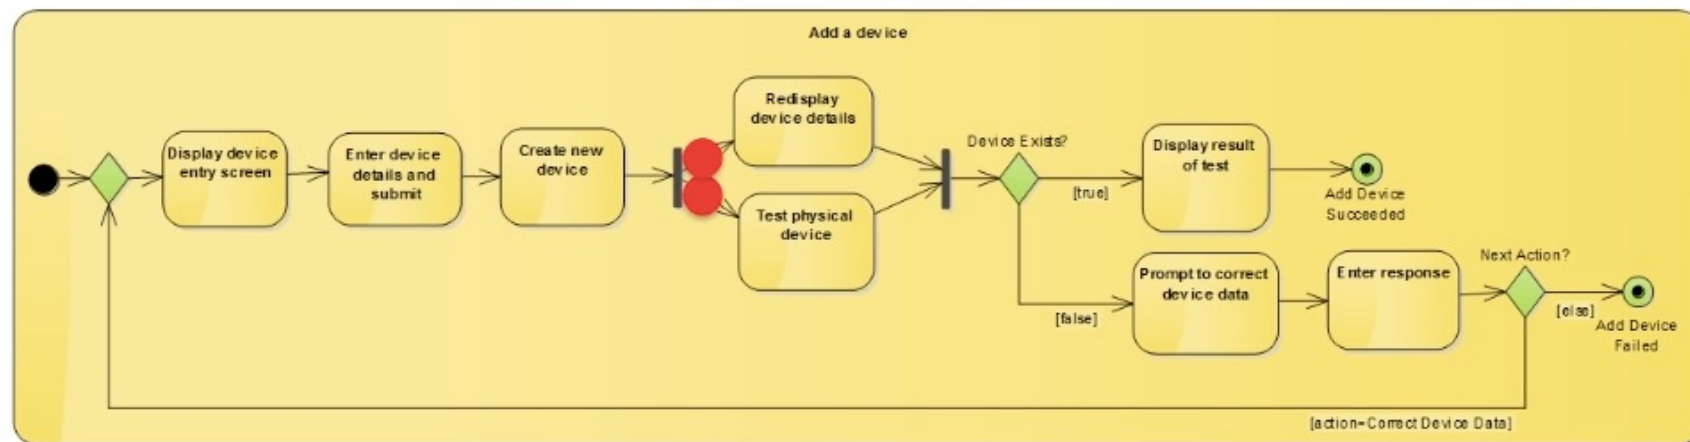 Add a device
Display device
entry screen
Enter device
details and
submit
Create new
device
Redisplay
device details
Test physical
device
Device Exists?
[true]
[false]
Display result
of test
Add Device
Succeeded
Prompt to correct
device data
Enter response
Next Action?
[else]
Add Device
Failed
[action=Correct Device Data]